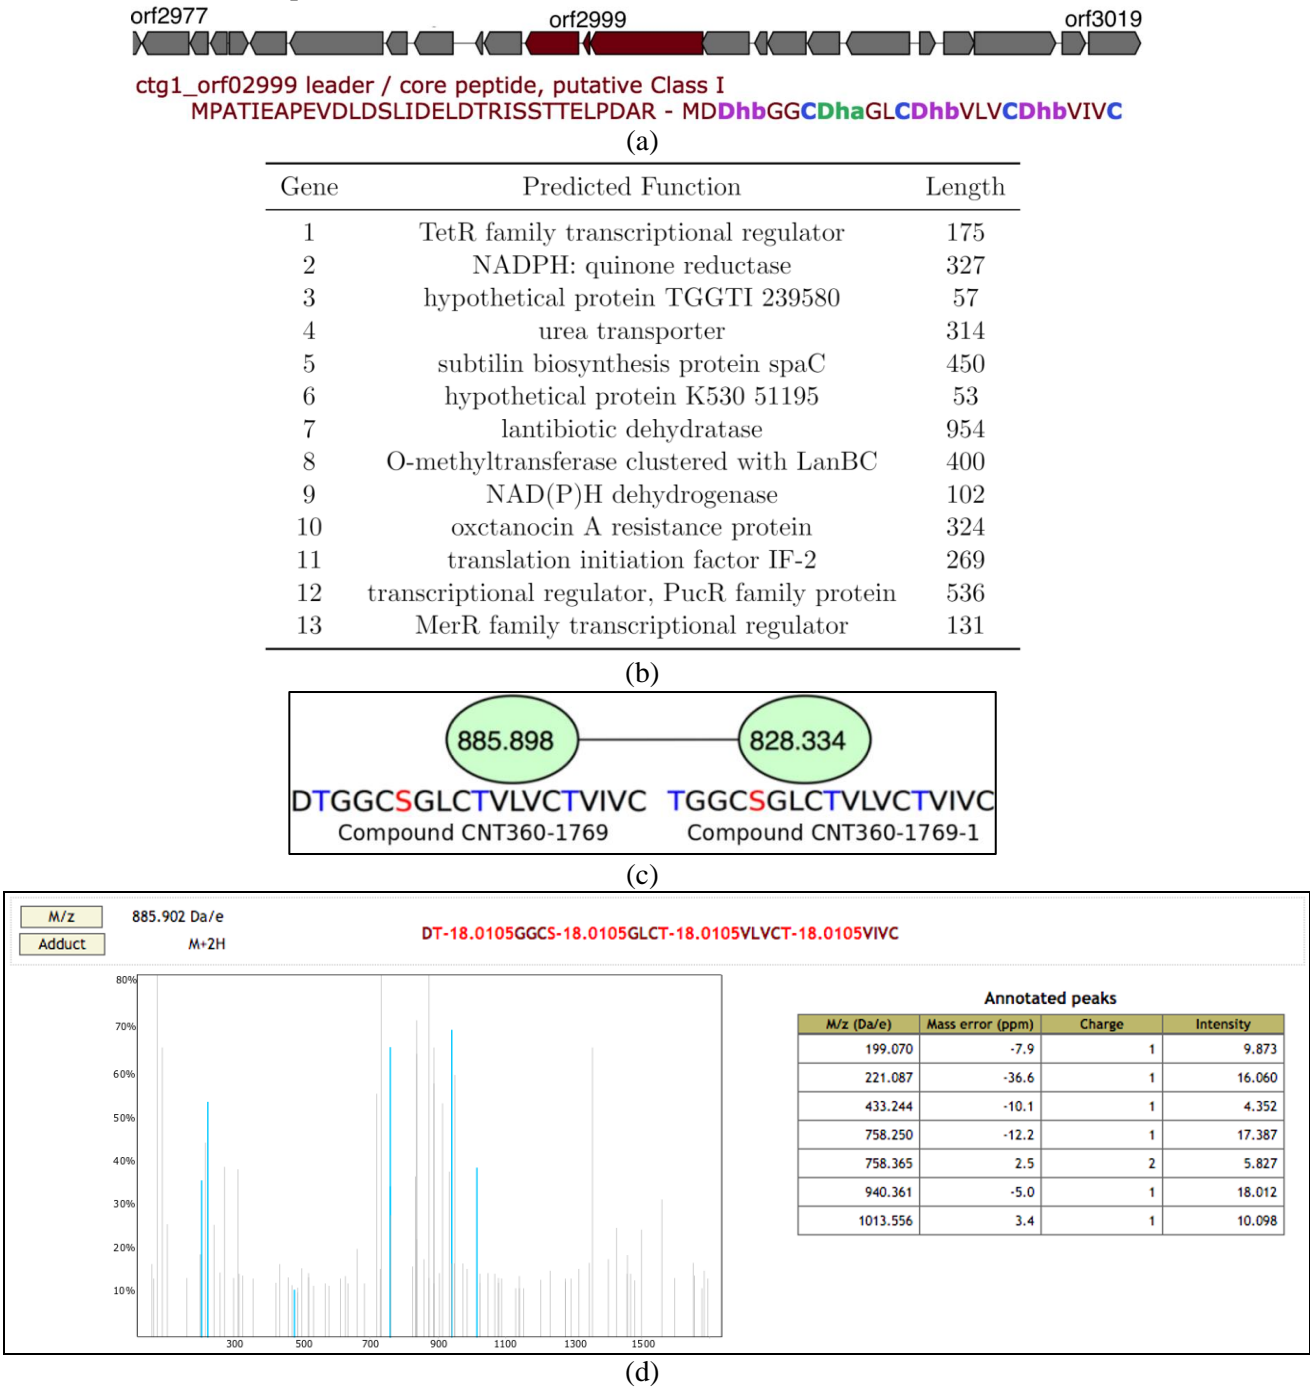 orf2977 orf2999 orf3019
ctg1_orf02999 leader / core peptide, putative Class I
MPATIEAPEVDLDSLIDELDTRISSTTELPDAR - MDDhbGGCDhaGLCDhbVLVCDhbVIVC
(a)
Gene Predicted Function Length
1 TetR family transcriptional regulator 175
2 NADPH: quinone reductase 327
3 hypothetical protein TGGTI 239580 57
4 urea transporter 314
5 subtilin biosynthesis protein spaC 450
6 hypothetical protein K530 51195 53
7 lantibiotic dehydratase 954
8 O-methyltransferase clustered with LanBC 400
9 NAD(P)H dehydrogenase 102
10 oxctanocin A resistance protein 324
11 translation initiation factor IF-2 269
12 transcriptional regulator, PucR family protein 536
13 MerR family transcriptional regulator 131
(b)
885.898 828.334
DTGGCSGLCTVLVCTVIVC TGGCSGLCTVLVCTVIVC
Compound CNT360-1769 Compound CNT360-1769-1
(c)
M/z 885.902 Da/e
Adduct M+2H
DT-18.0105GGCS-18.0105GLCT-18.0105VLVCT-18.0105VIVC
80%
70%
60%
50%
40%
30%
20%
10%
300 500 700 900 1100 1300 1500
Annotated peaks
M/z (Da/e) Mass error (ppm) Charge Intensity
199.070 -7.9 1 9.873
221.087 -36.6 1 16.060
433.244 -10.1 1 4.352
758.250 -12.2 1 17.387
758.365 2.5 2 5.827
940.361 -5.0 1 18.012
1013.556 3.4 1 10.098
(d)